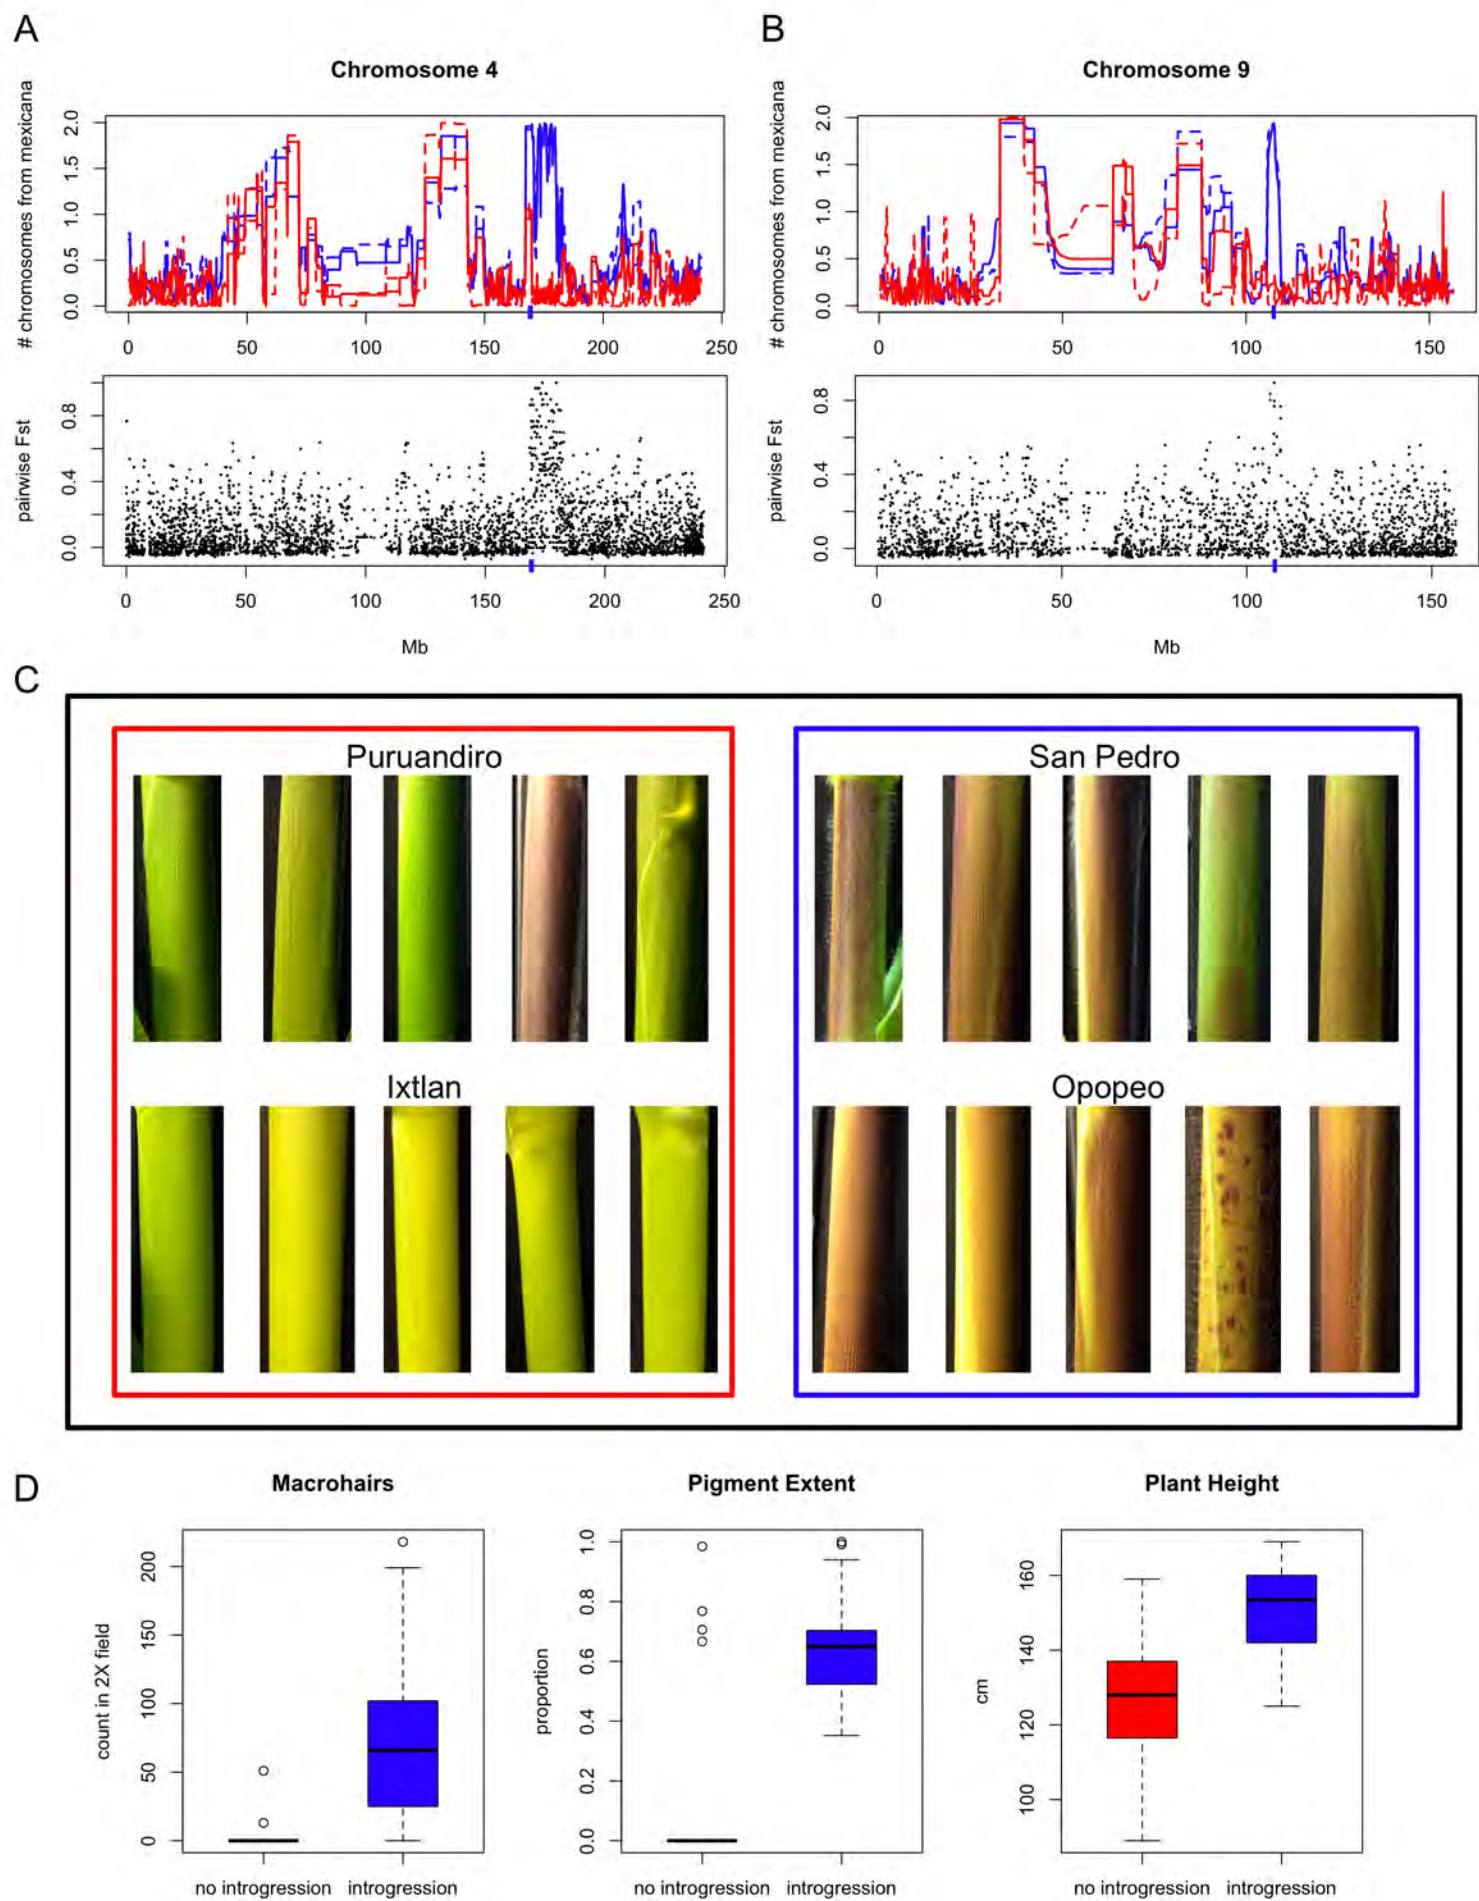 A
B
Chromosome 4
Chromosome 9
# chromosomes from mexicana
0.0 0.5 1.0 1.5 2.0
0 50 100 150 200 250
# chromosomes from mexicana
0.0 0.5 1.0 1.5 2.0
0 50 100 150
pairwise Fst
0.0 0.4 0.8
0 50 100 150 200 250
Mb
pairwise Fst
0.0 0.4 0.8
0 50 100 150
Mb
C
Puruandiro
San Pedro
Ixtlan
Opopeo
D
Macrohairs
count in 2X field
0 50 100 150 200
no introgression introgression
Pigment Extent
proportion
0.0 0.2 0.4 0.6 0.8 1.0
no introgression introgression
Plant Height
cm
100 120 140 160
no introgression introgression